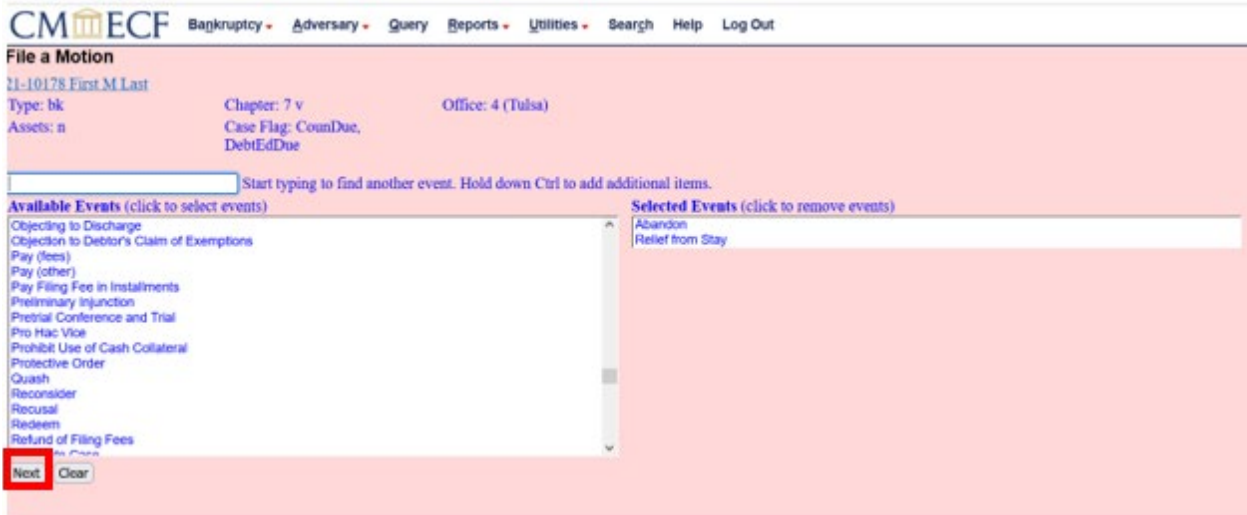 CM ECF Bankruptcy Adversary Query Reports Utilities Search Help Log Out
File a Motion
21-10178 First M Last
Type: bk Chapter: 7 v Office: 4 (Tulsa)
Assets: n Case Flag: CounDue,
DebtEdDue
Start typing to find another event. Hold down Ctrl to add additional items.
Available Events (click to select events) Selected Events (click to remove events)
Objecting to Discharge Abandon
Objection to Debtor's Claim of Exemptions Relief from Stay
Pay (fees)
Pay (other)
Pay Filing Fee in Installments
Preliminary Injunction
Pretrial Conference and Trial
Pro Hac Vice
Prohibit Use of Cash Collateral
Protective Order
Quash
Reconsider
Recusal
Redeem
Refund of Filing Fees
Case
Next Clear